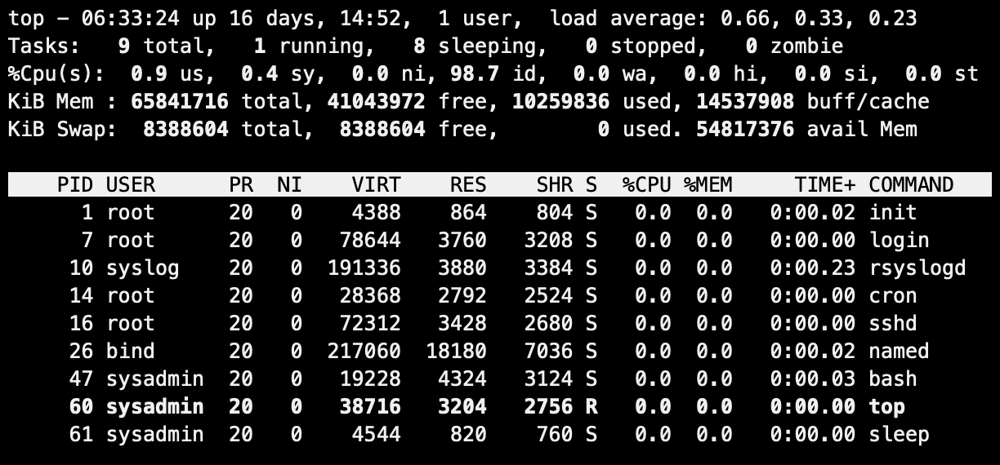 top - 06:33:24 up 16 days, 14:52,  1 user,  load average: 0.66, 0.33, 0.23
Tasks:   9 total,   1 running,   8 sleeping,   0 stopped,   0 zombie
%Cpu(s):  0.9 us,  0.4 sy,  0.0 ni, 98.7 id,  0.0 wa,  0.0 hi,  0.0 si,  0.0 st
KiB Mem : 65841716 total, 41043972 free, 10259836 used, 14537908 buff/cache
KiB Swap:  8388604 total,  8388604 free,        0 used. 54817376 avail Mem
    PID USER      PR  NI    VIRT    RES    SHR S  %CPU %MEM     TIME+ COMMAND
      1 root      20   0    4388    864    804 S   0.0  0.0   0:00.02 init
      7 root      20   0   78644   3760   3208 S   0.0  0.0   0:00.00 login
     10 syslog    20   0  191336   3880   3384 S   0.0  0.0   0:00.23 rsyslogd
     14 root      20   0   28368   2792   2524 S   0.0  0.0   0:00.00 cron
     16 root      20   0   72312   3428   2680 S   0.0  0.0   0:00.00 sshd
     26 bind      20   0  217060  18180   7036 S   0.0  0.0   0:00.02 named
     47 sysadmin  20   0   19228   4324   3124 S   0.0  0.0   0:00.03 bash
     60 sysadmin  20   0   38716   3204   2756 R   0.0  0.0   0:00.00 top
     61 sysadmin  20   0    4544    820    760 S   0.0  0.0   0:00.00 sleep